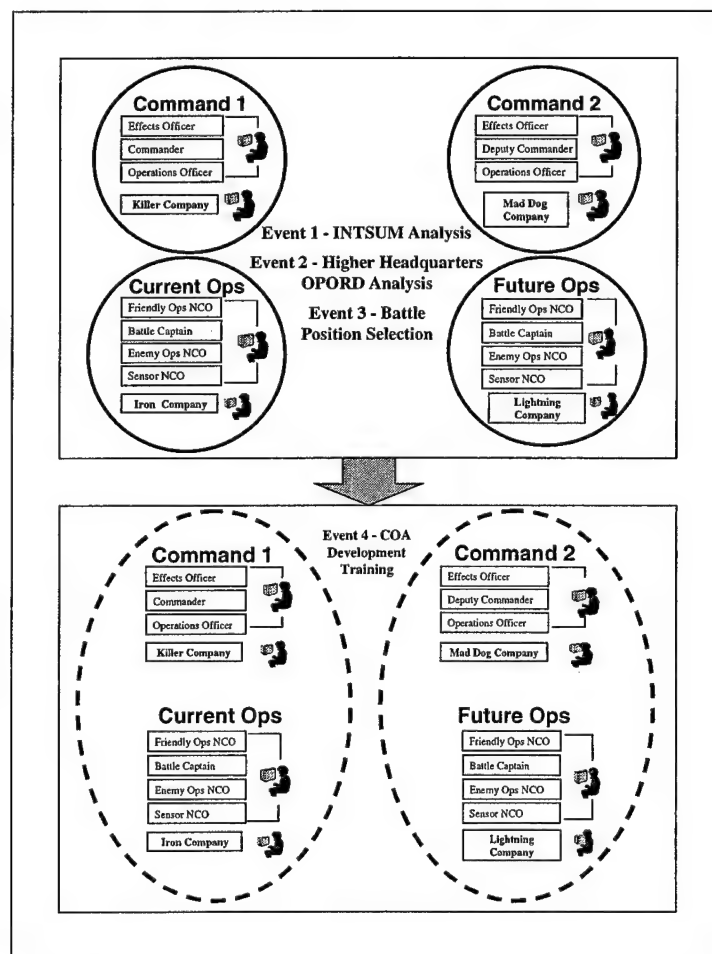 Command 1
Effects Officer
Commander
Operations Officer
Killer Company
Command 2
Effects Officer
Deputy Commander
Operations Officer
Mad Dog
Company
Event 1 - INTSUM Analysis
Event 2 - Higher Headquarters
OPORD Analysis
Event 3 - Battle
Position Selection
Current Ops
Friendly Ops NCO
Battle Captain
Enemy Ops NCO
Sensor NCO
Iron Company
Future Ops
Friendly Ops NCO
Battle Captain
Enemy Ops NCO
Sensor NCO
Lightning
Company
Event 4 - COA
Development
Training
Command 1
Effects Officer
Commander
Operations Officer
Killer Company
Command 2
Effects Officer
Deputy Commander
Operations Officer
Mad Dog Company
Current Ops
Friendly Ops NCO
Battle Captain
Enemy Ops NCO
Sensor NCO
Iron Company
Future Ops
Friendly Ops NCO
Battle Captain
Enemy Ops NCO
Sensor NCO
Lightning
Company